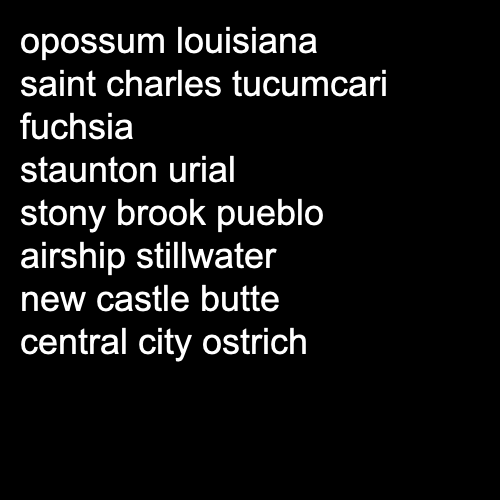 opossum louisiana
saint charles tucumcari
fuchsia
staunton urial
stony brook pueblo
airship stillwater
new castle butte
central city ostrich